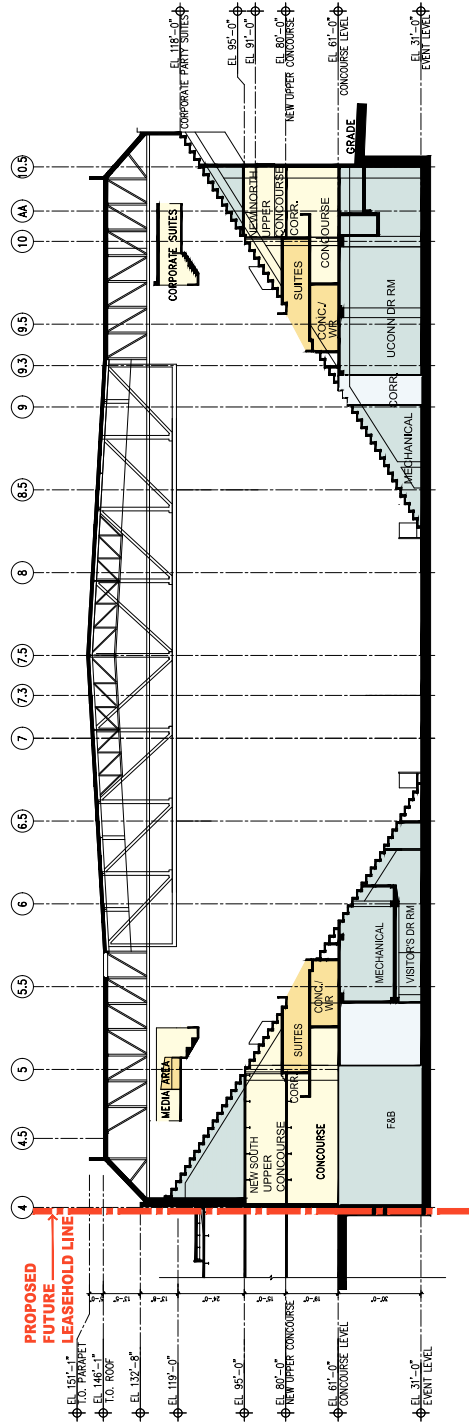 4
4.5
5
5.5
6
6.5
7
7.3
7.5
8
8.5
9
9.3
9.5
10
AA
10.5
PROPOSED
FUTURE
LEASEHOLD LINE
EL 151'-1"
T.O. PARAPET
EL 146'-1"
T.O. ROOF
EL 132'-8"
EL 119'-0"
EL 95'-0"
EL 80'-0"
NEW UPPER CONCOURSE
EL 61'-0"
CONCOURSE LEVEL
EL 31'-0"
EVENT LEVEL
MEDIA AREA
NEW SOUTH
UPPER
CONCOURSE
CORR.
SUITES
CONCOURSE
CONC./
WR
F&B
MECHANICAL
VISITOR'S DR RM
CORPORATE SUITES
NEW NORTH
UPPER
CONCOURSE
CORR.
SUITES
CONCOURSE
CONC./
WR
GRADE
UCONN DR RM
CORR.
MECHANICAL
EL 118'-0"
CORPORATE PARTY SUITES
EL 95'-0"
EL 91'-0"
EL 80'-0"
NEW UPPER CONCOURSE
EL 61'-0"
CONCOURSE LEVEL
EL 31'-0"
EVENT LEVEL